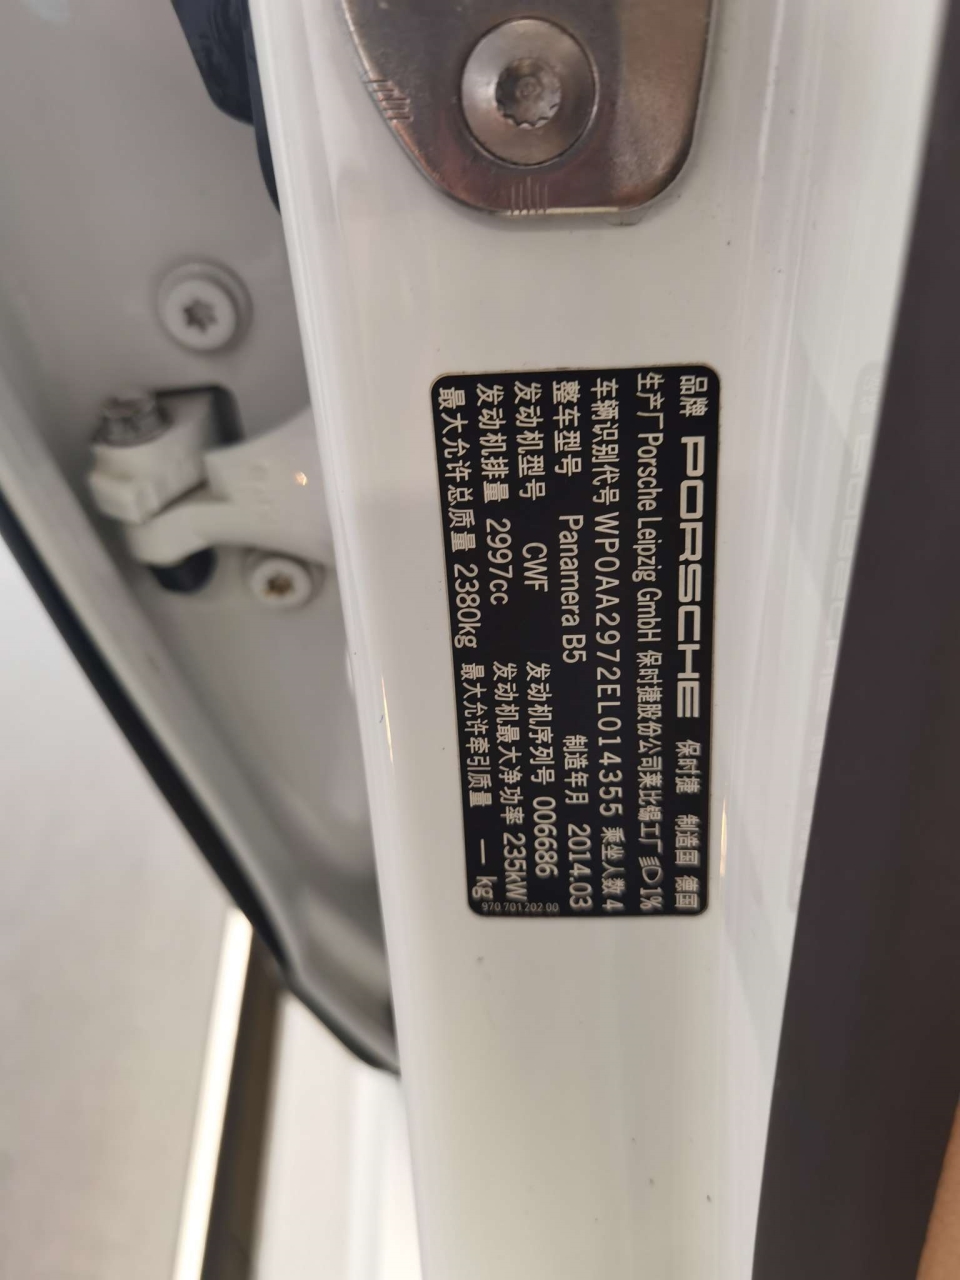 品牌 PORSCHE 保时捷 制造国 德国
生产厂 Porsche Leipzig GmbH 保时捷股份公司莱比锡工厂 1%
车辆识别代号 WP0AA2972EL014355 乘坐人数 4
整车型号 Panamera B5 制造年月 2014.03
发动机型号 CWF 发动机序列号 006686
发动机排量 2997cc 发动机最大净功率 235kW
最大允许总质量 2380kg 最大允许牵引质量 — kg
970.701.202.00